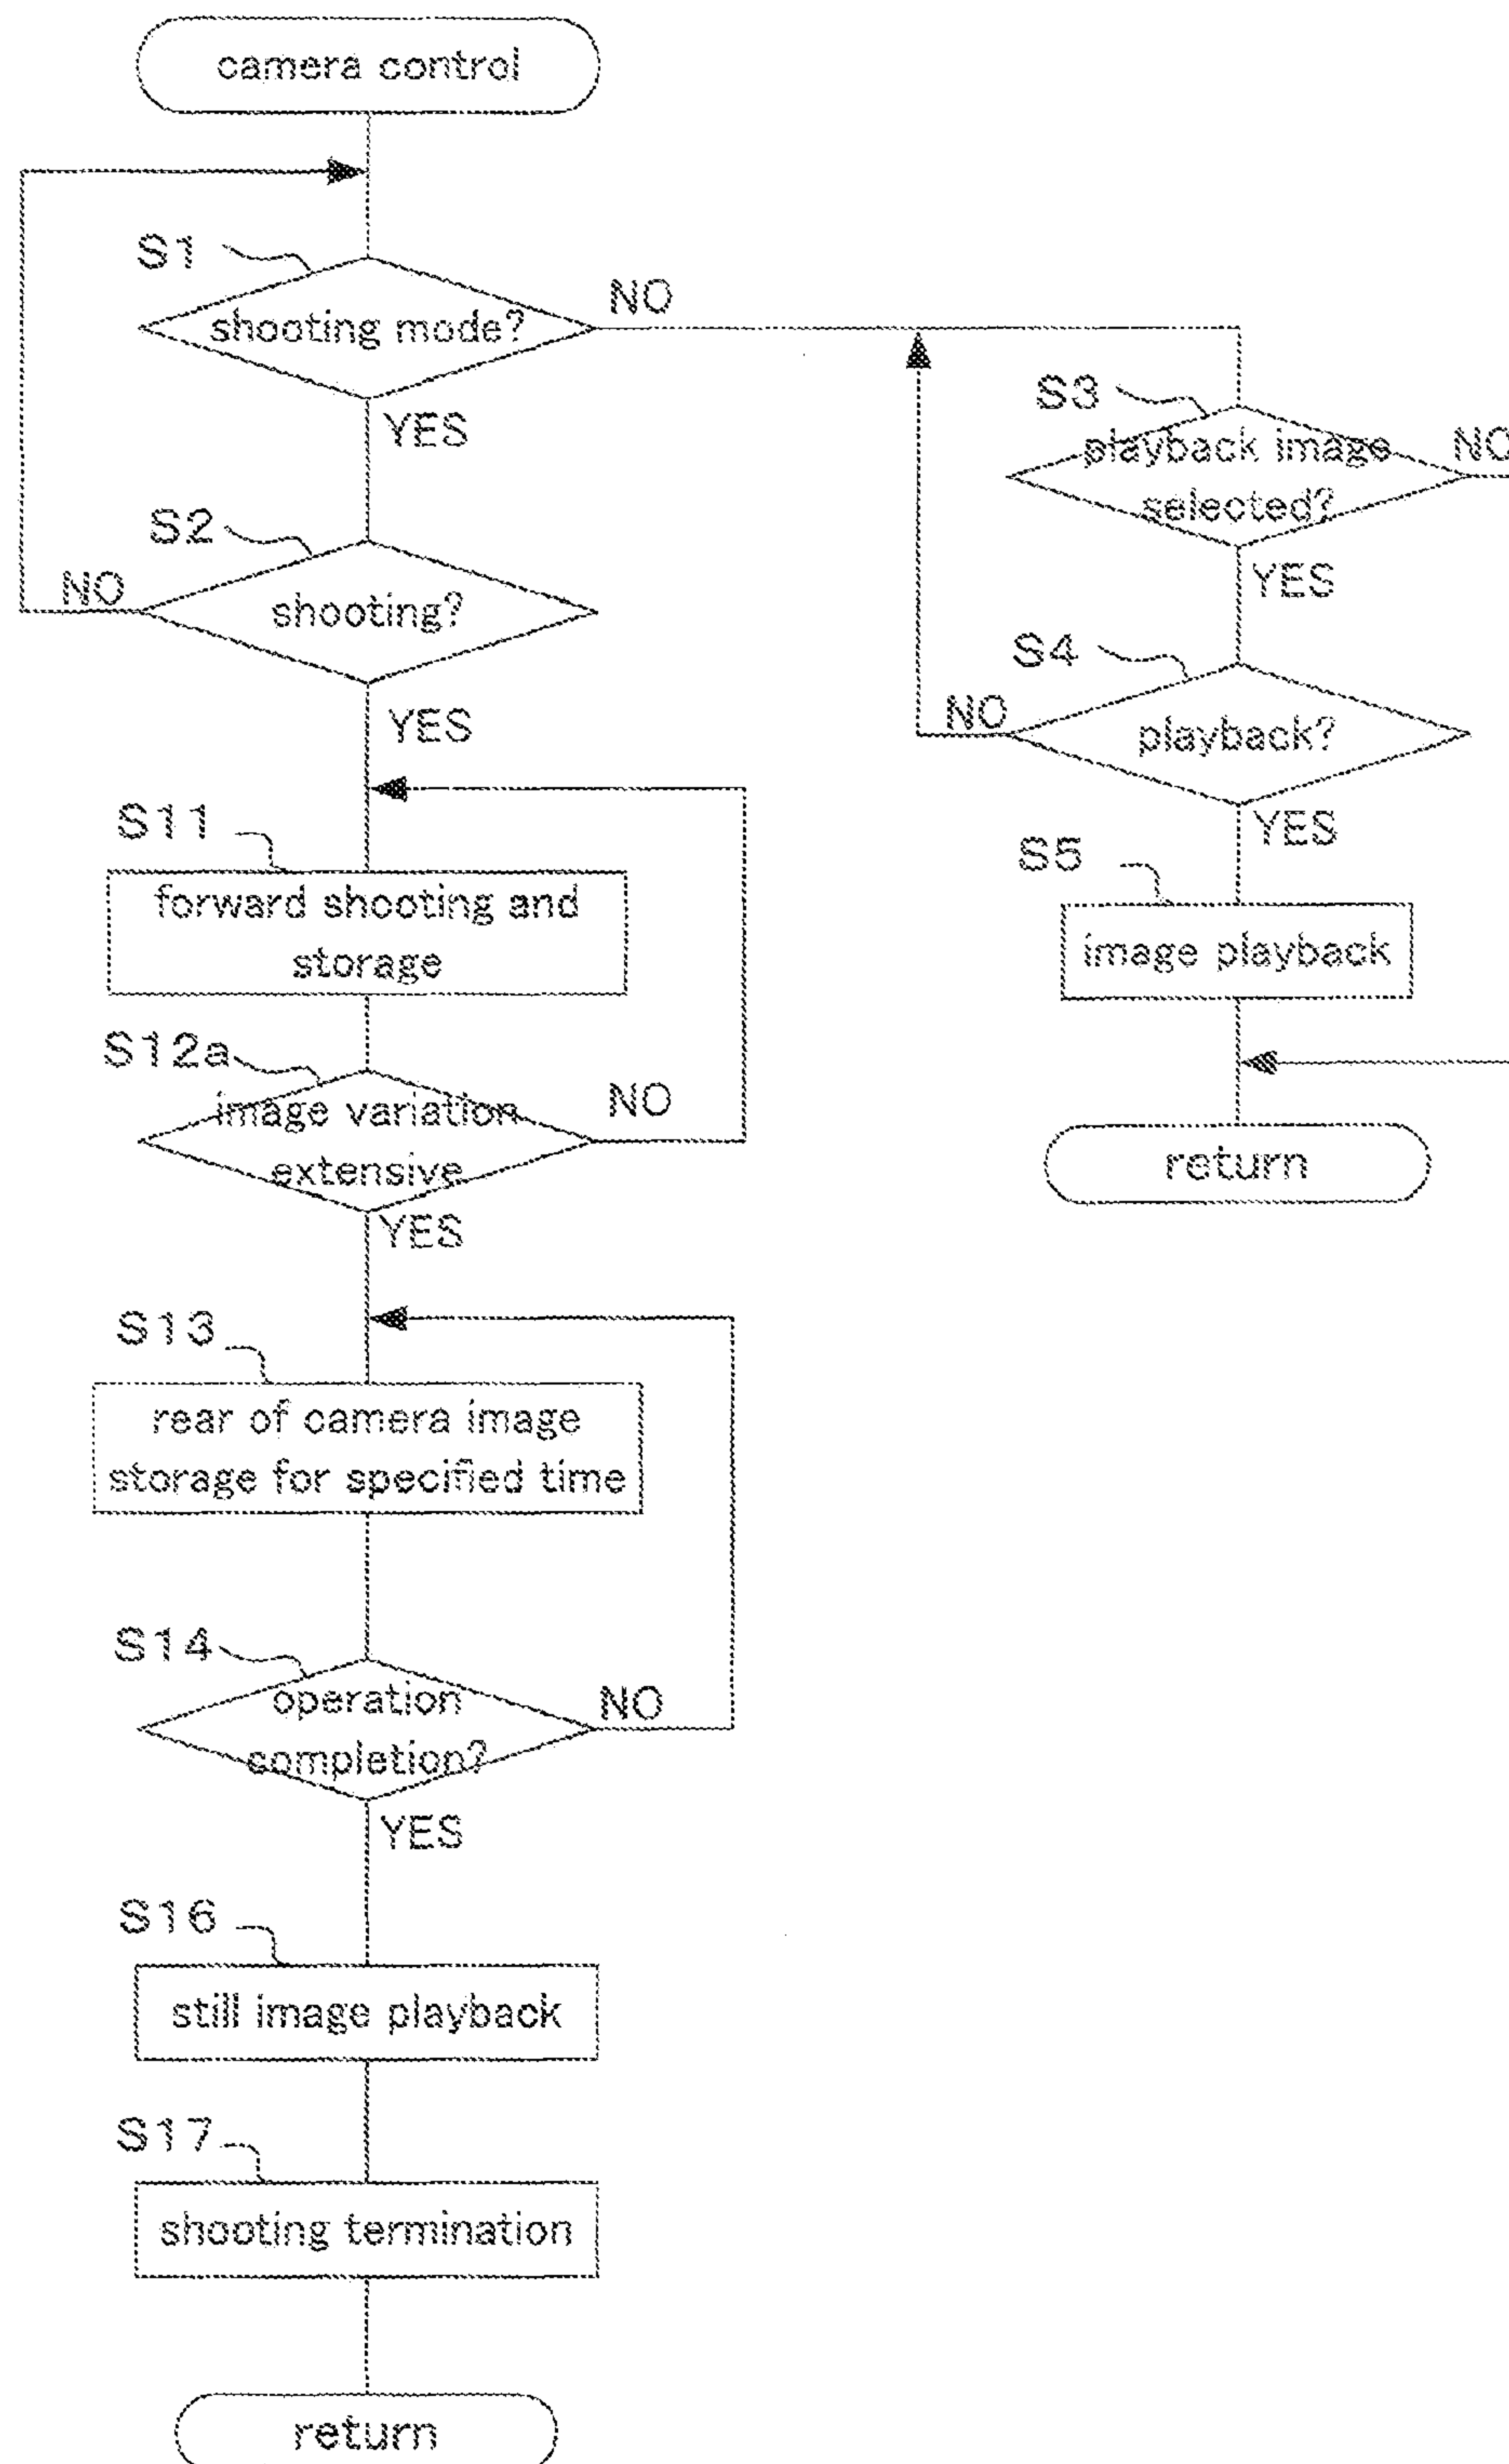 camera control
S1
shooting mode?
NO
YES
S2
shooting?
NO
YES
S11
forward shooting and
storage
S12a
image variation
extensive
NO
YES
S13
rear of camera image
storage for specified time
S14
operation
completion?
NO
YES
S16
still image playback
S17
shooting termination
return
S3
playback image
selected?
NO
YES
S4
playback?
NO
YES
S5
image playback
return